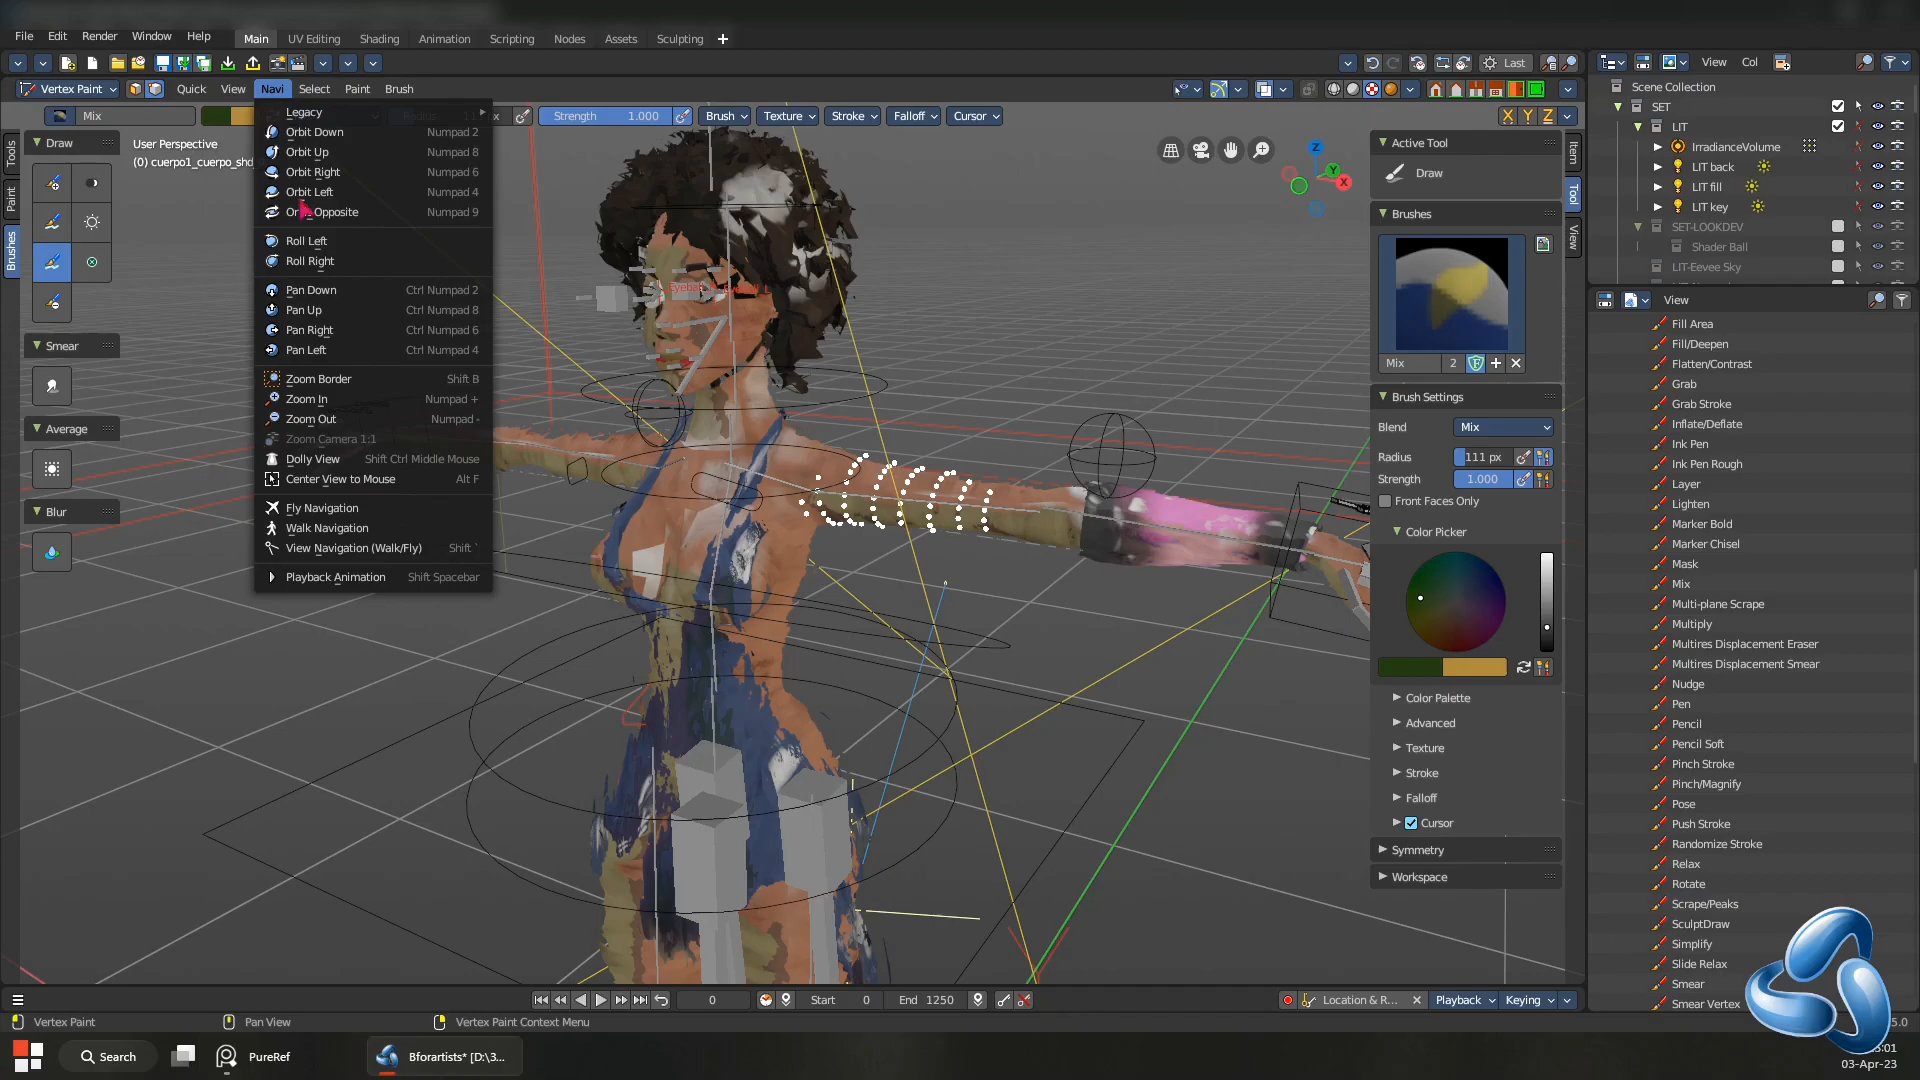 File Edit Render Window Help Main UV Editing Shading Animation Scripting Nodes Assets Sculpting
Last View Col
Vertex Paint Quick View Navi Select Paint Brush
Mix Strength 1.000 Brush Texture Stroke Falloff Cursor X Y Z
Tools
Paint
Brushes
Draw
Smear
Average
Blur
User Perspective
(0) cuerpo1_cuerpo_shd
Legacy
Orbit Down Numpad 2
Orbit Up Numpad 8
Orbit Right Numpad 6
Orbit Left Numpad 4
Opposite Numpad 9
Roll Left
Roll Right
Pan Down Ctrl Numpad 2
Pan Up Ctrl Numpad 8
Pan Right Ctrl Numpad 6
Pan Left Ctrl Numpad 4
Zoom Border Shift B
Zoom In Numpad +
Zoom Out Numpad -
Zoom Camera 1:1
Dolly View Shift Ctrl Middle Mouse
Center View to Mouse Alt F
Fly Navigation
Walk Navigation
View Navigation (Walk/Fly) Shift `
Playback Animation Shift Spacebar
Z
Y
X
Item
Tool
View
Active Tool
Draw
Brushes
Mix 2
Brush Settings
Blend Mix
Radius 111 px
Strength 1.000
Front Faces Only
Color Picker
Color Palette
Advanced
Texture
Stroke
Falloff
Cursor
Symmetry
Workspace
Scene Collection
SET
LIT
IrradianceVolume
LIT back
LIT fill
LIT key
SET-LOOKDEV
Shader Ball
LIT-Eevee Sky
View
Fill Area
Fill/Deepen
Flatten/Contrast
Grab
Grab Stroke
Inflate/Deflate
Ink Pen
Ink Pen Rough
Layer
Lighten
Marker Bold
Marker Chisel
Mask
Mix
Multi-plane Scrape
Multiply
Multires Displacement Eraser
Multires Displacement Smear
Nudge
Pen
Pencil
Pencil Soft
Pinch Stroke
Pinch/Magnify
Pose
Push Stroke
Randomize Stroke
Relax
Rotate
Scrape/Peaks
SculptDraw
Simplify
Slide Relax
Smear
Smear Vertex
0 Start 0 End 1250 Location & R... Playback Keying
Vertex Paint Pan View Vertex Paint Context Menu
Search PureRef Bforartists* [D:\3...
03-Apr-23